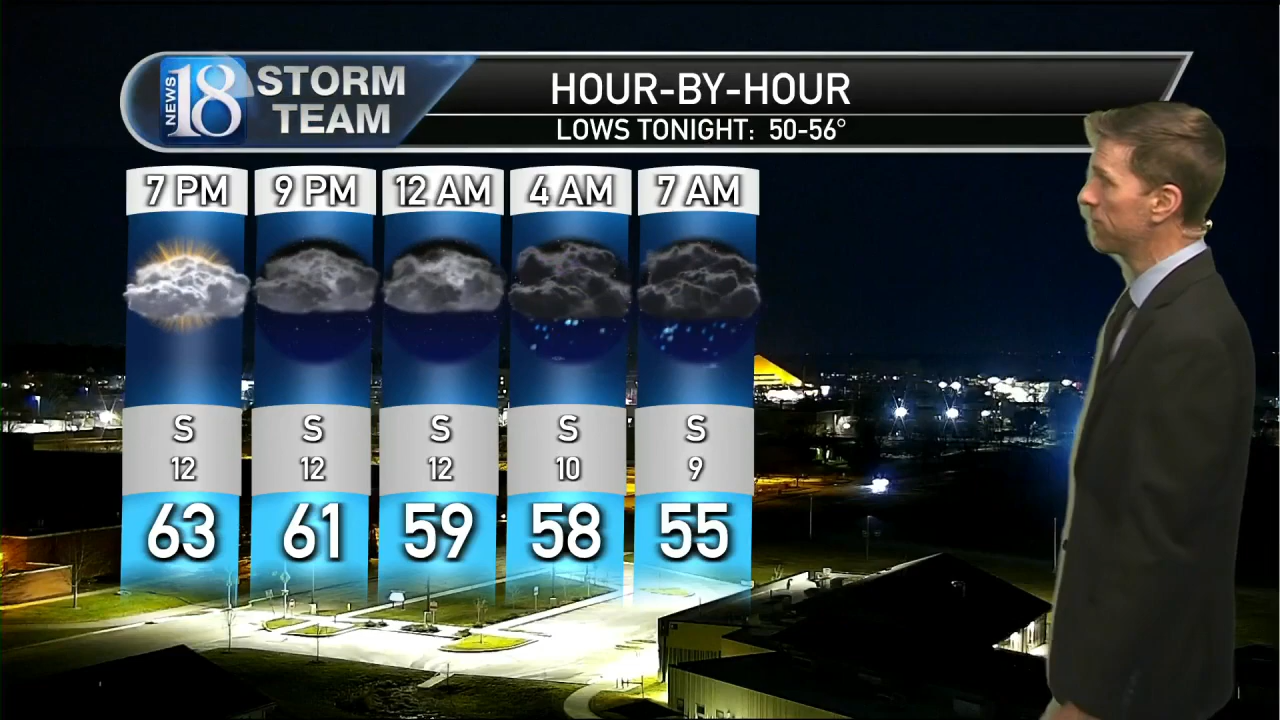 NEWS 18 STORM TEAM
HOUR-BY-HOUR
LOWS TONIGHT: 50-56°
7 PM 9 PM 12 AM 4 AM 7 AM
S S S S S
12 12 12 10 9
63 61 59 58 55